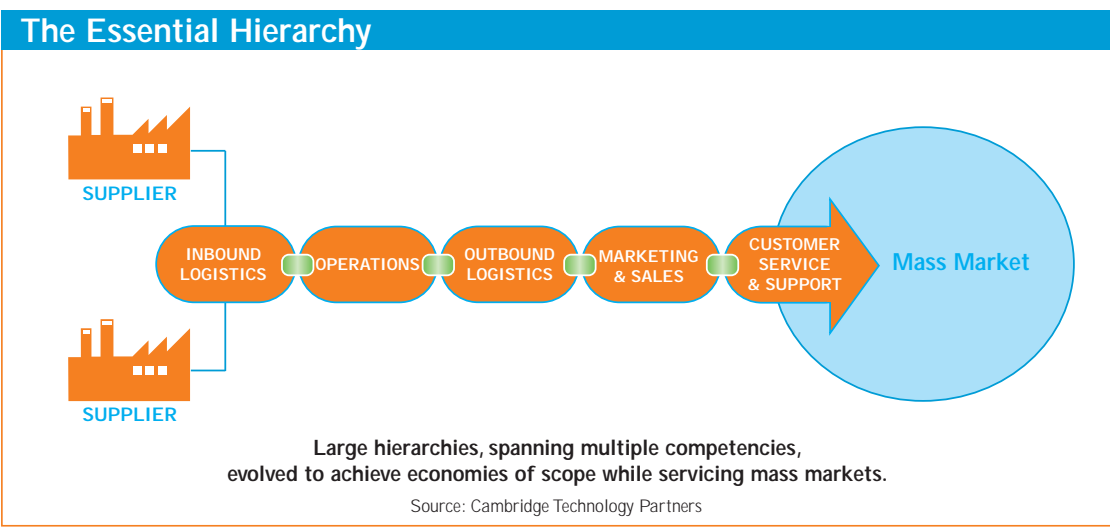 The Essential Hierarchy
SUPPLIER
INBOUND
LOGISTICS
OPERATIONS
OUTBOUND
LOGISTICS
MARKETING
& SALES
CUSTOMER
SERVICE
& SUPPORT
Mass Market
SUPPLIER
Large hierarchies, spanning multiple competencies,
evolved to achieve economies of scope while servicing mass markets.
Source: Cambridge Technology Partners